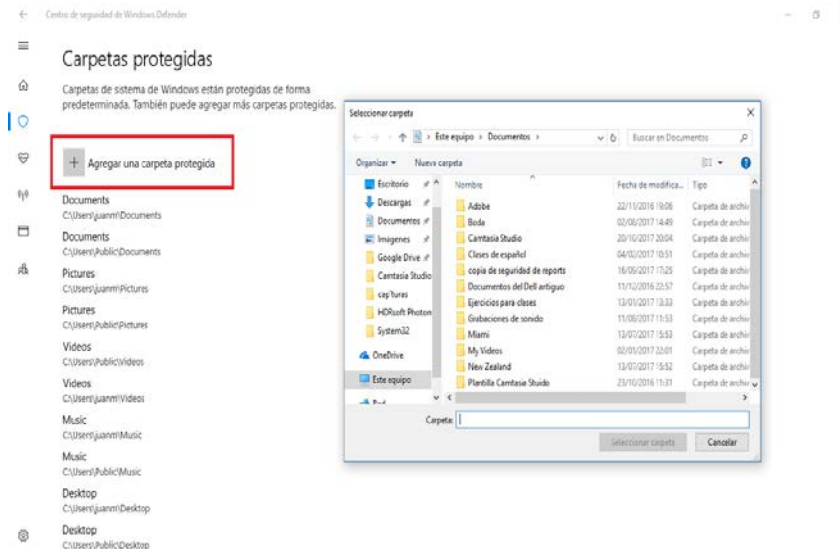 Centro de seguridad de Windows Defender
Carpetas protegidas
Carpetas de sistema de Windows están protegidas de forma
predeterminada. También puede agregar más carpetas protegidas.
Agregar una carpeta protegida
Documents
C:\Users\juanm\Documents
Documents
C:\Users\Public\Documents
Pictures
C:\Users\juanm\Pictures
Pictures
C:\Users\Public\Pictures
Videos
C:\Users\Public\Videos
Videos
C:\Users\juanm\Videos
Music
C:\Users\juanm\Music
Music
C:\Users\Public\Music
Desktop
C:\Users\juanm\Desktop
Desktop
C:\Users\Public\Desktop
Seleccionar carpeta
Este equipo > Documentos >
Buscar en Documentos
Organizar
Nueva carpeta
Escritorio
Descargas
Documentos
Imágenes
Google Drive
Camtasia Studio
cap'tures
HDRsoft Photom
System32
OneDrive
Este equipo
Red
Nombre Fecha de modifica... Tipo
Adobe 22/11/2016 19:06 Carpeta de archiv
Boda 02/08/2017 14:49 Carpeta de archiv
Camtasia Studio 20/10/2017 20:04 Carpeta de archiv
Clases de español 04/02/2017 10:51 Carpeta de archiv
copia de seguridad de reports 16/09/2017 17:25 Carpeta de archiv
Documentos del Dell antiguo 11/12/2016 22:57 Carpeta de archiv
Ejercicios para clases 13/01/2017 13:33 Carpeta de archiv
Grabaciones de sonido 11/08/2017 11:53 Carpeta de archiv
Miami 13/07/2017 15:53 Carpeta de archiv
My Videos 02/01/2017 22:01 Carpeta de archiv
New Zealand 13/07/2017 15:52 Carpeta de archiv
Plantilla Camtasia Stuido 23/10/2016 11:31 Carpeta de archiv
Carpeta:
Seleccionar carpeta
Cancelar